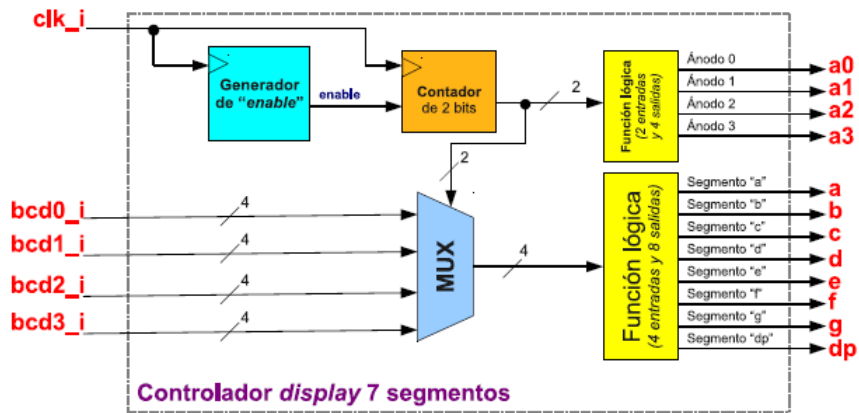 clk_i
Generador
de "enable"
enable
Contador
de 2 bits
2
Función lógica
(2 entradas
y 4 salidas)
Ánodo 0
a0
Ánodo 1
a1
Ánodo 2
a2
Ánodo 3
a3
2
bcd0_i
4
bcd1_i
4
bcd2_i
4
bcd3_i
4
MUX
4
Función lógica
(4 entradas y 8 salidas)
Segmento "a"
a
Segmento "b"
b
Segmento "c"
c
Segmento "d"
d
Segmento "e"
e
Segmento "f"
f
Segmento "g"
g
Segmento "dp"
dp
Controlador display 7 segmentos